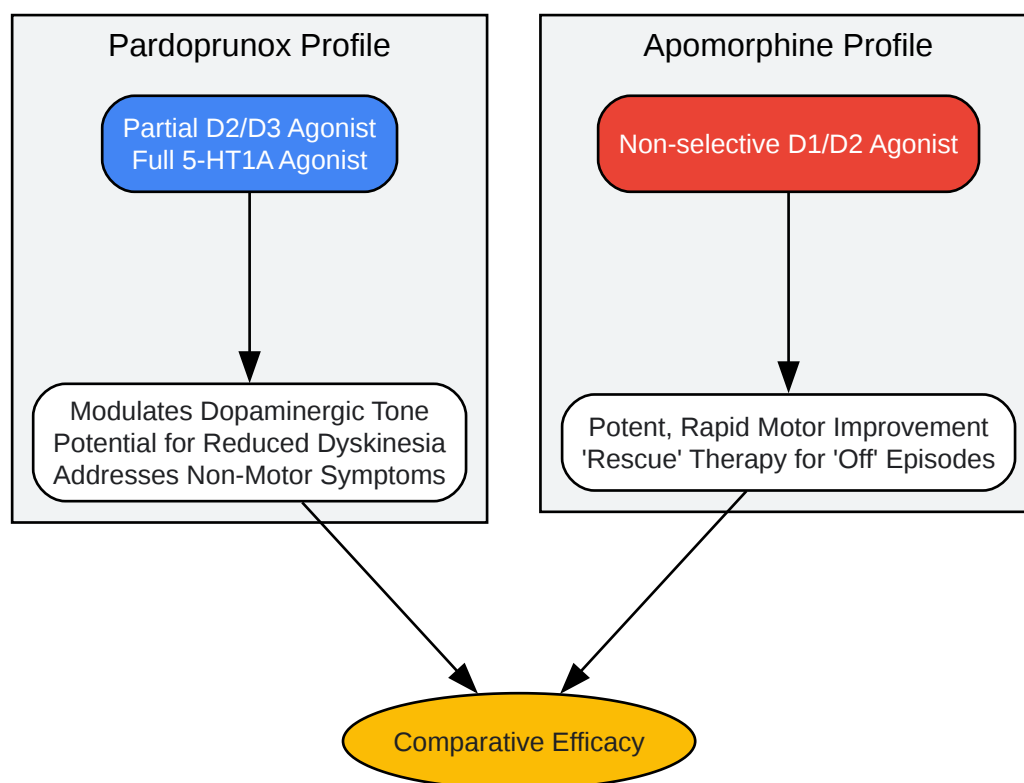 Pardoprunox Profile
Partial D2/D3 Agonist
Full 5-HT1A Agonist
Modulates Dopaminergic Tone
Potential for Reduced Dyskinesia
Addresses Non-Motor Symptoms
Apomorphine Profile
Non-selective D1/D2 Agonist
Potent, Rapid Motor Improvement
'Rescue' Therapy for 'Off' Episodes
Comparative Efficacy